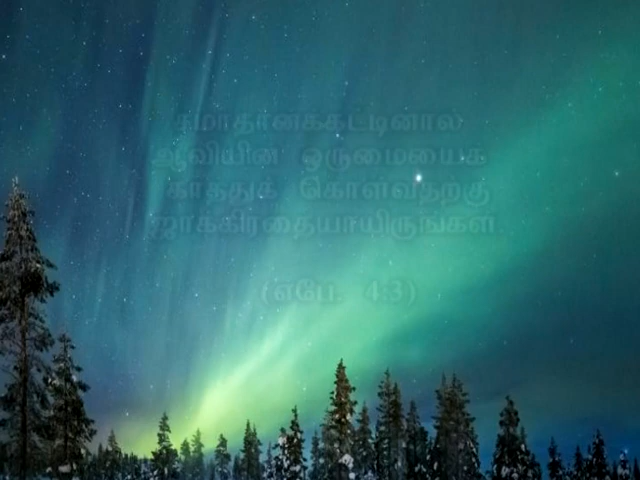 சமாதானக்கட்டினால்
ஆவியின் ஒருமையைக்
காத்துக் கொள்வதற்கு
ஜாக்கிரதையாயிருங்கள்.
(எபே. 4:3)